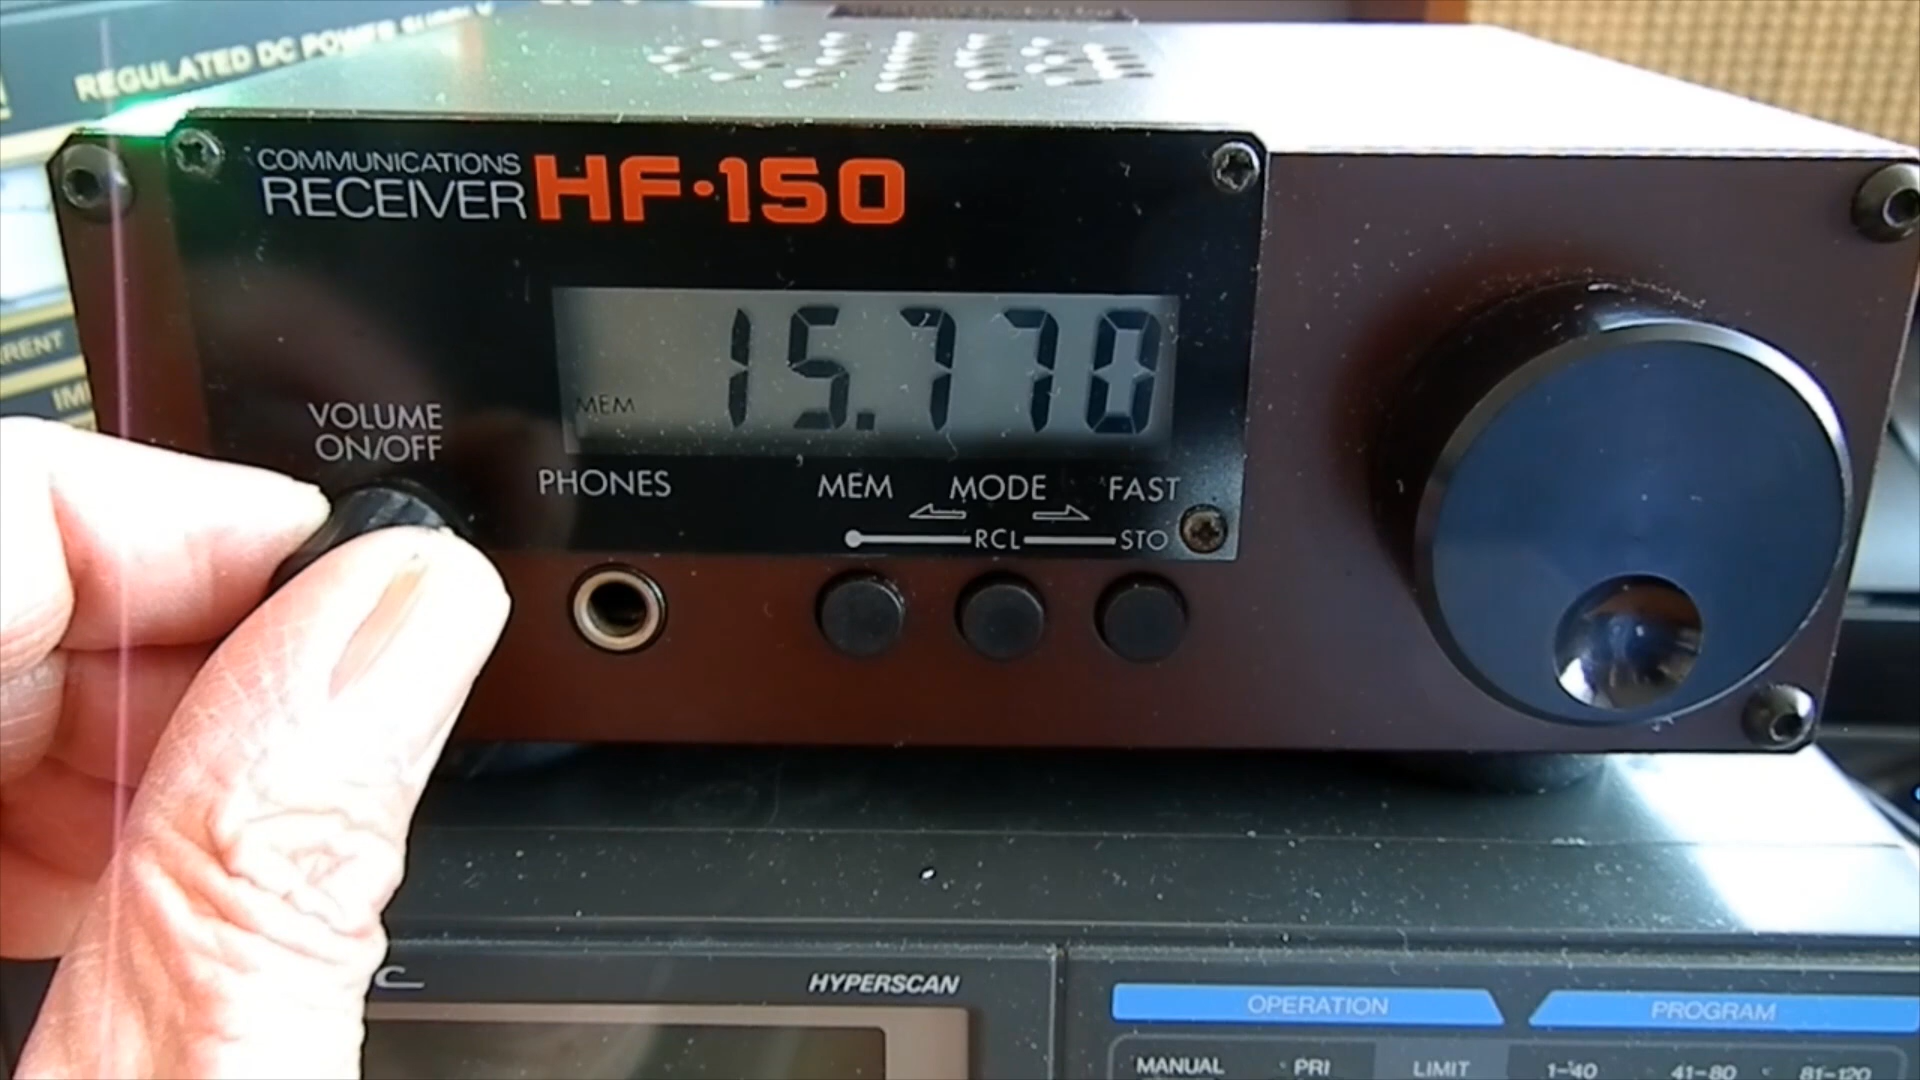 REGULATED DC POWER SUPPLY
COMMUNICATIONS
RECEIVER HF·150
15.770
MEM
VOLUME
ON/OFF
PHONES
MEM MODE FAST
RCL STO
HYPERSCAN
OPERATION PROGRAM
MANUAL PRI LIMIT 1-40 41-80 81-120